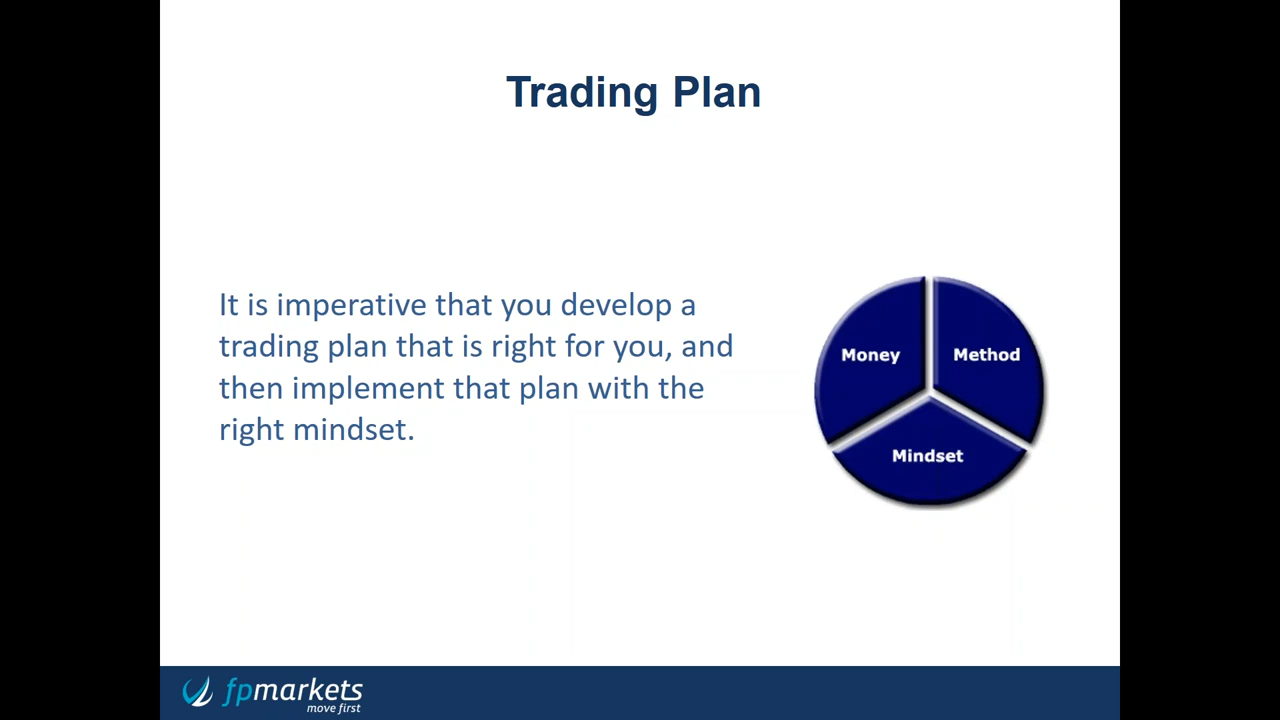 Trading Plan
It is imperative that you develop a
trading plan that is right for you, and
then implement that plan with the
right mindset.
Money
Method
Mindset
fpmarkets
move first